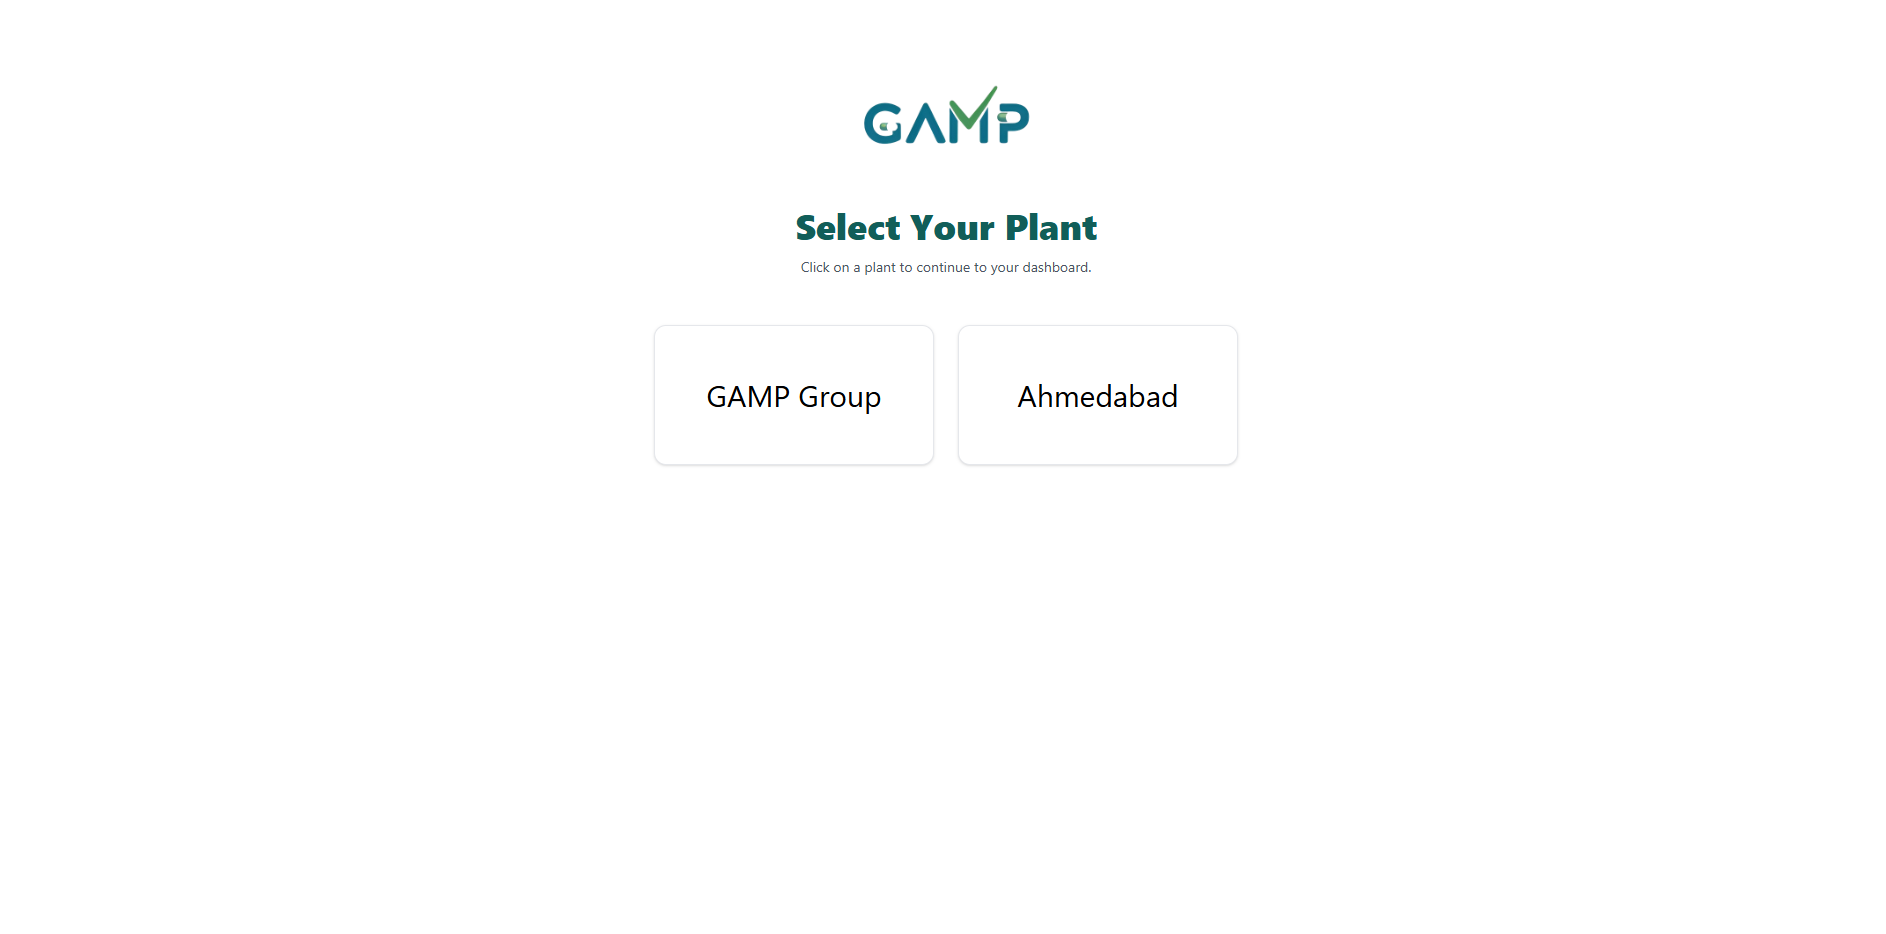 GAMP
Select Your Plant
Click on a plant to continue to your dashboard.
GAMP Group
Ahmedabad